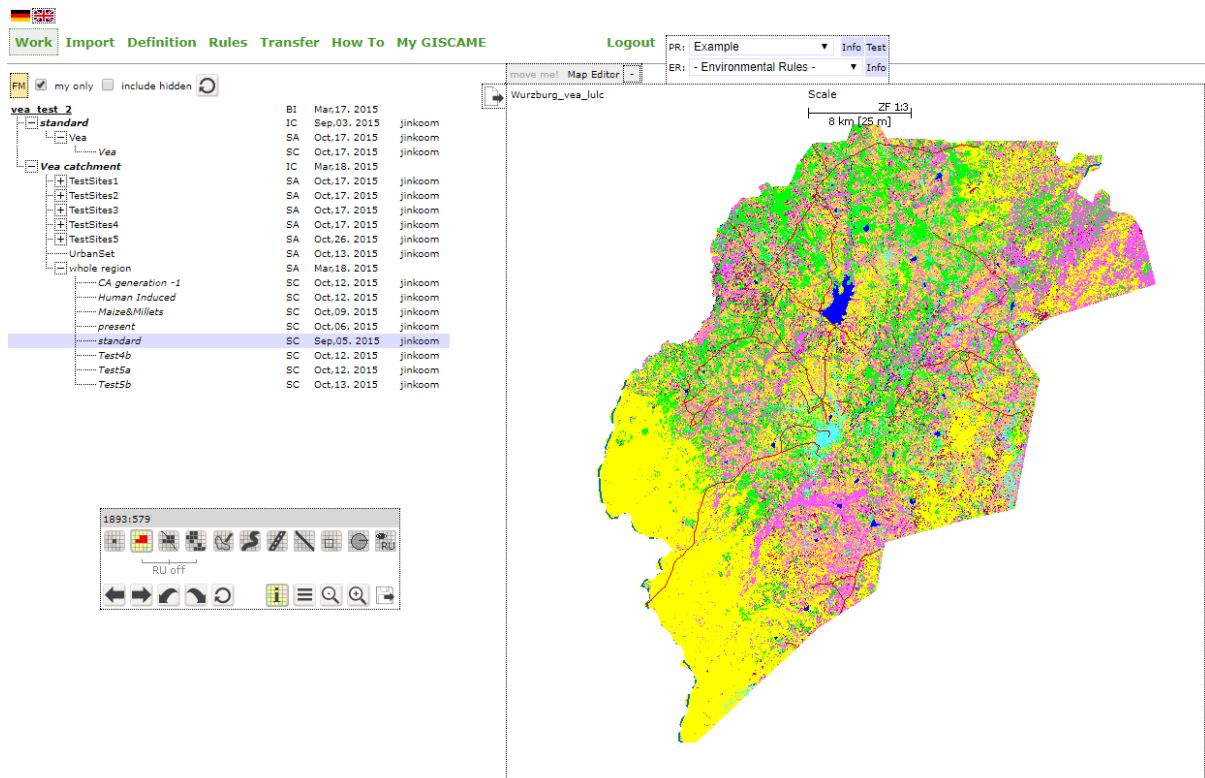 Work Import Definition Rules Transfer How To My GISCAME Logout
PR: Example Info Test
ER: - Environmental Rules - Info
move me! Map Editor -
FM my only include hidden
Wurzburg_vea_lulc
Scale
ZF 1:3
8 km [25 m]
vea test 2 BI Mar,17. 2015
standard IC Sep,03. 2015 jinkoom
Vea SA Oct,17. 2015 jinkoom
Vea SC Oct,17. 2015 jinkoom
Vea catchment IC Mar,18. 2015
TestSites1 SA Oct,17. 2015 jinkoom
TestSites2 SA Oct,17. 2015 jinkoom
TestSites3 SA Oct,17. 2015 jinkoom
TestSites4 SA Oct,17. 2015 jinkoom
TestSites5 SA Oct,26. 2015 jinkoom
UrbanSet SA Oct,13. 2015 jinkoom
whole region SA Mar,18. 2015
CA generation -1 SC Oct,12. 2015 jinkoom
Human Induced SC Oct,12. 2015 jinkoom
Maize&Millets SC Oct,09. 2015 jinkoom
present SC Oct,06. 2015 jinkoom
standard SC Sep,05. 2015 jinkoom
Test4b SC Oct,12. 2015 jinkoom
Test5a SC Oct,12. 2015 jinkoom
Test5b SC Oct,13. 2015 jinkoom
1893:579
RU
RU off